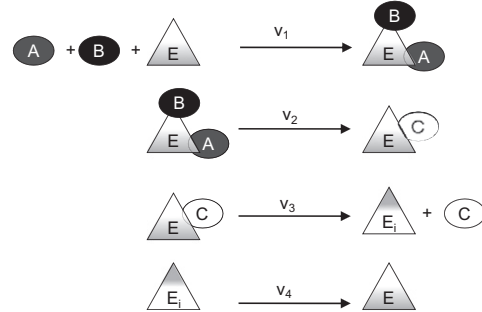 A + B + E v1 B E A
B E A v2 E C
E C v3 Ei + C
Ei v4 E